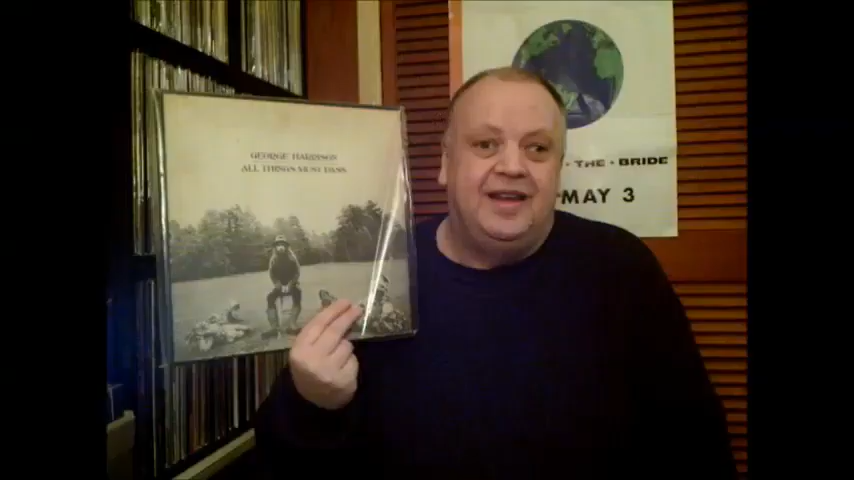 GEORGE HARRISON
ALL THINGS MUST PASS
· THE · BRIDE
MAY 3